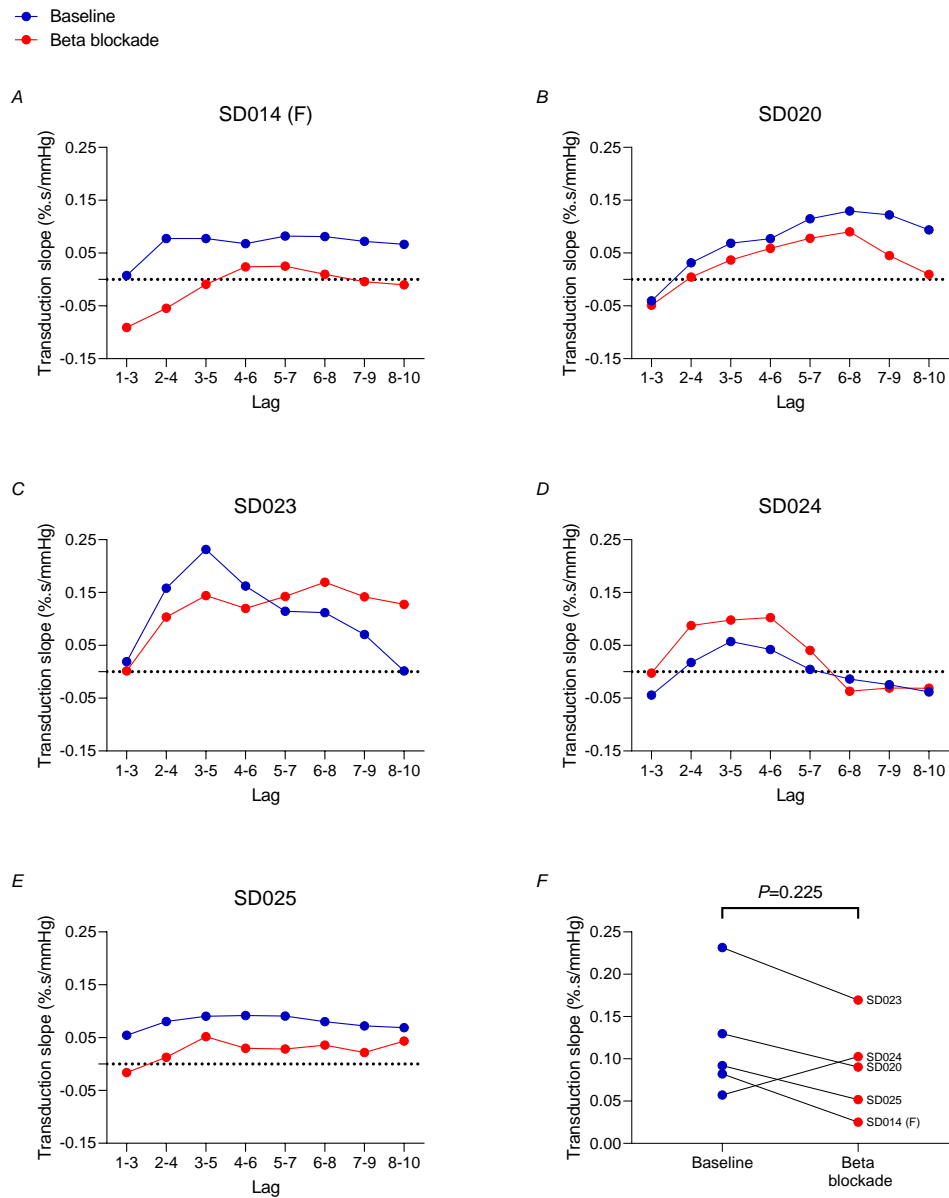 Baseline
Beta blockade
A
SD014 (F)
Transduction slope (%.s/mmHg)
0.25
0.15
0.05
-0.05
-0.15
1-3 2-4 3-5 4-6 5-7 6-8 7-9 8-10
Lag
B
SD020
Transduction slope (%.s/mmHg)
0.25
0.15
0.05
-0.05
-0.15
1-3 2-4 3-5 4-6 5-7 6-8 7-9 8-10
Lag
C
SD023
Transduction slope (%.s/mmHg)
0.25
0.15
0.05
-0.05
-0.15
1-3 2-4 3-5 4-6 5-7 6-8 7-9 8-10
Lag
D
SD024
Transduction slope (%.s/mmHg)
0.25
0.15
0.05
-0.05
-0.15
1-3 2-4 3-5 4-6 5-7 6-8 7-9 8-10
Lag
E
SD025
Transduction slope (%.s/mmHg)
0.25
0.15
0.05
-0.05
-0.15
1-3 2-4 3-5 4-6 5-7 6-8 7-9 8-10
Lag
F
P=0.225
Transduction slope (%.s/mmHg)
0.25
0.20
0.15
0.10
0.05
0.00
SD023
SD024
SD020
SD025
SD014 (F)
Baseline
Beta
blockade